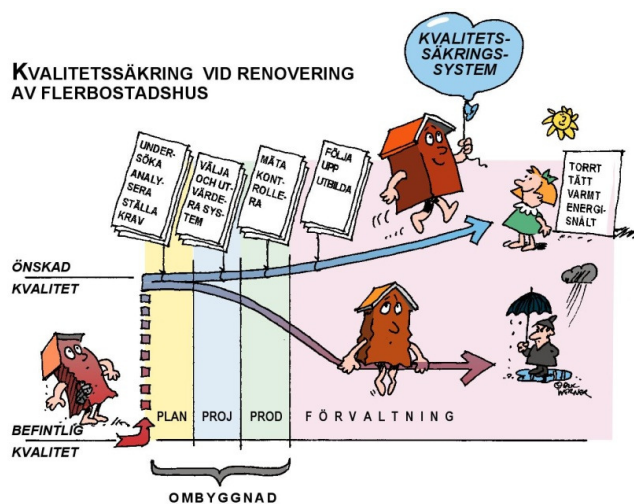 KVALITETSSÄKRING VID RENOVERING
AV FLERBOSTADSHUS
KVALITETS-
SÄKRINGS-
SYSTEM
UNDER-
SÖKA
ANALY-
SERA
STÄLLA
KRAV
VÄLJA
OCH UT-
VÄRDE-
RA SYS-
TEM
MÄTA
KONT-
ROLLE-
RA
FÖLJA
UPP
UTBILDA
TORRT
TÄTT
VARMT
ENERGI-
SNÅLT
ÖNSKAD
KVALITET
BEFINTLIG
KVALITET
PLAN
PROJ
PROD
FÖRVALTNING
OMBYGGNAD